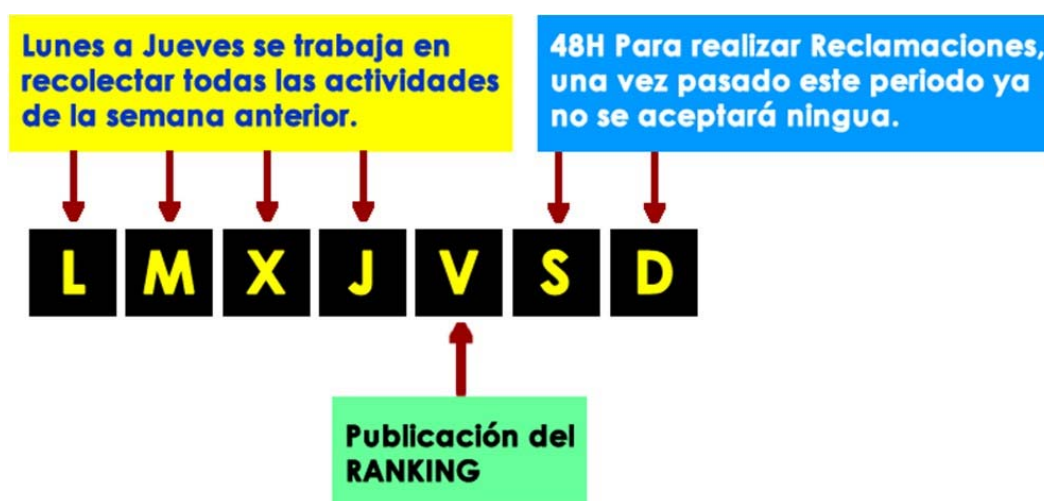 Lunes a Jueves se trabaja en
recolectar todas las actividades
de la semana anterior.
48H Para realizar Reclamaciones,
una vez pasado este periodo ya
no se aceptará ningua.
L M X J V S D
Publicación del
RANKING